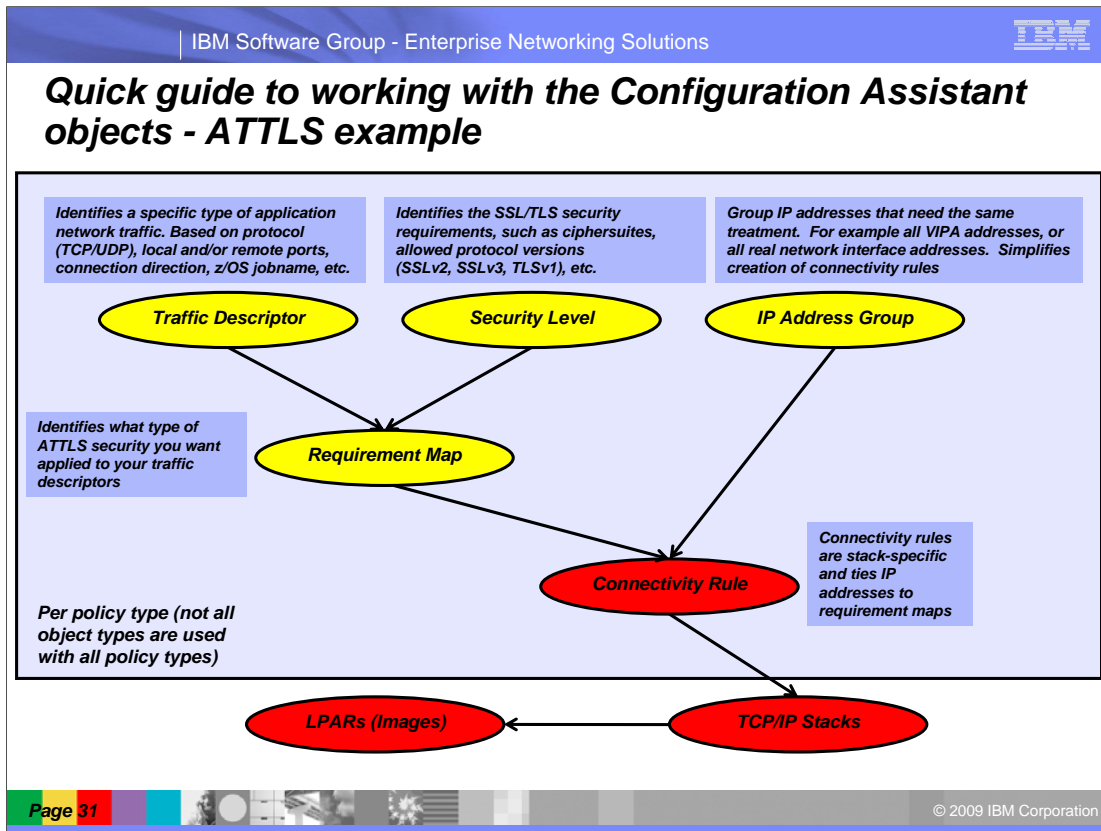 IBM Software Group - Enterprise Networking Solutions
IBM
Quick guide to working with the Configuration Assistant
objects - ATTLS example
Identifies a specific type of application
network traffic. Based on protocol
(TCP/UDP), local and/or remote ports,
connection direction, z/OS jobname, etc.
Identifies the SSL/TLS security
requirements, such as ciphersuites,
allowed protocol versions
(SSLv2, SSLv3, TLSv1), etc.
Group IP addresses that need the same
treatment. For example all VIPA addresses, or
all real network interface addresses. Simplifies
creation of connectivity rules
Traffic Descriptor
Security Level
IP Address Group
Identifies what type of
ATTLS security you want
applied to your traffic
descriptors
Requirement Map
Connectivity Rule
Connectivity rules
are stack-specific
and ties IP
addresses to
requirement maps
Per policy type (not all
object types are used
with all policy types)
LPARs (Images)
TCP/IP Stacks
Page 31
© 2009 IBM Corporation